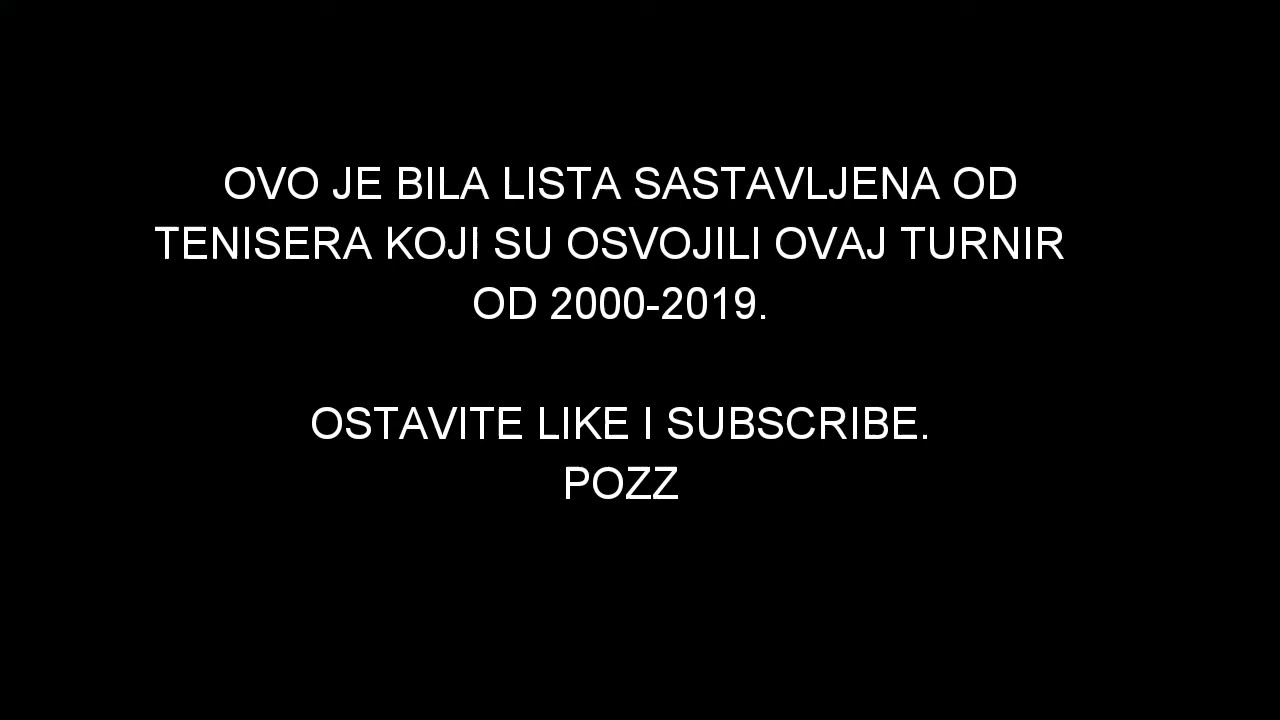 OVO JE BILA LISTA SASTAVLJENA OD
TENISERA KOJI SU OSVOJILI OVAJ TURNIR
OD 2000-2019.
OSTAVITE LIKE I SUBSCRIBE.
POZZ